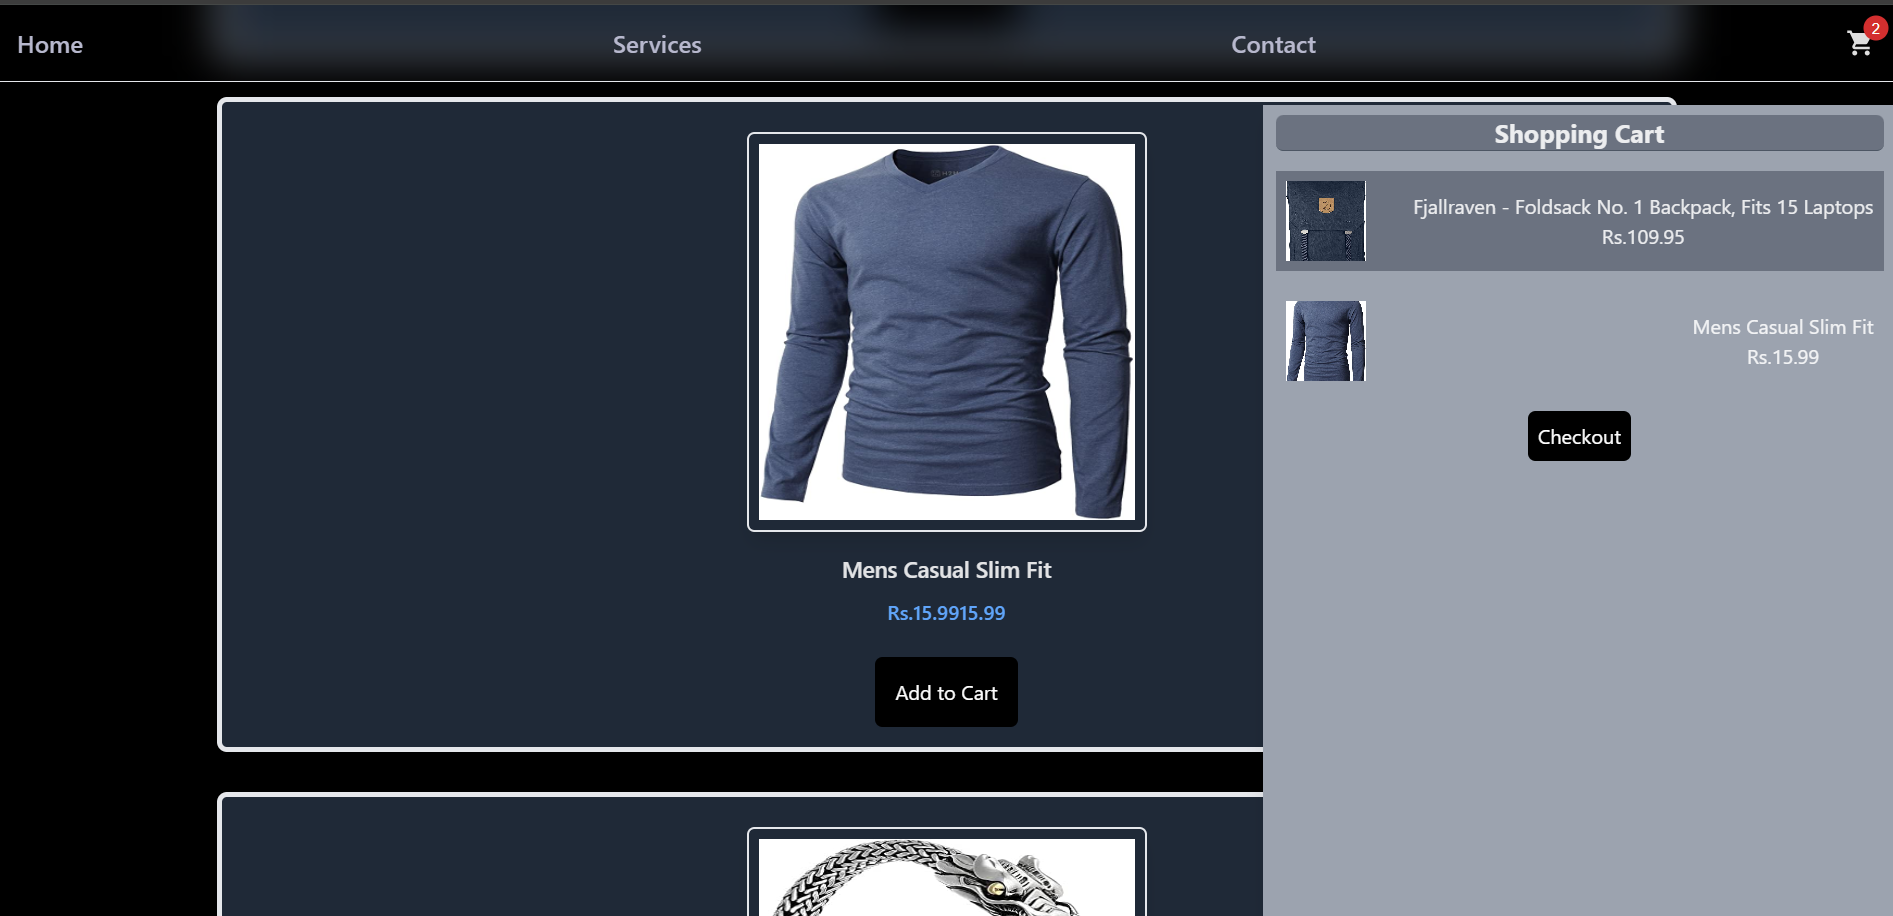 Home
Services
Contact
2
Mens Casual Slim Fit
Rs.15.9915.99
Add to Cart
Shopping Cart
Fjallraven - Foldsack No. 1 Backpack, Fits 15 Laptops
Rs.109.95
Mens Casual Slim Fit
Rs.15.99
Checkout